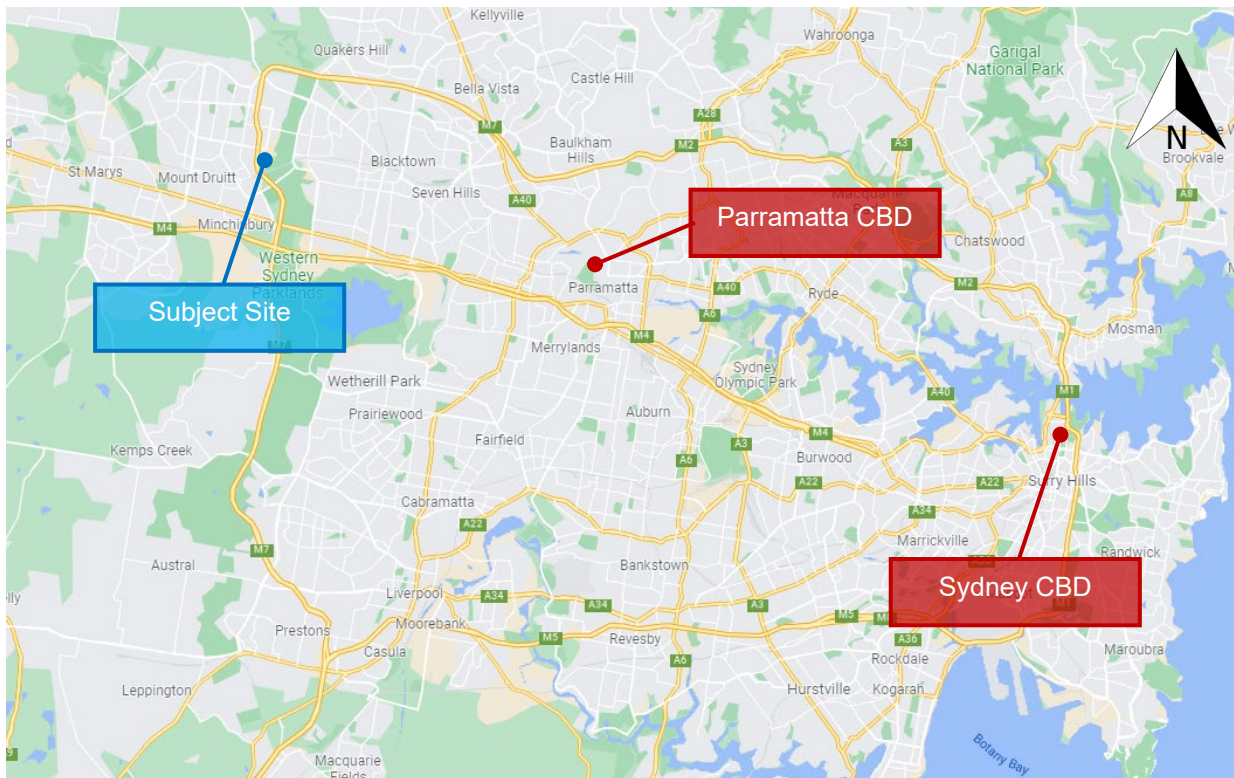 Kellyville
Wahroonga
Quakers Hill
Garigal
National Park
Castle Hill
Bella Vista
M7
A28
Baulkham
Hills
M2
A3
Brookvale
Blacktown
St Marys
Mount Druitt
Seven Hills
A40
A8
Macquarie
Parramatta CBD
Minchinbury
M4
Chatswood
Western
Sydney
Parklands
Parramatta
A40
M2
Ryde
Subject Site
A6
Mosman
M4
Merrylands
M7
Wetherill Park
Sydney
Olympic Park
M1
A40
Prairiewood
Auburn
M4
Fairfield
A3
Kemps Creek
Burwood
A6
A22
A22
Surry Hills
Cabramatta
A34
A22
Marrickville
M7
Randwick
Austral
Bankstown
Sydney CBD
Liverpool
A34
A34
A3
M1
Moorebank
M5
Prestons
M5
Revesby
A36
Casula
A6
Rockdale
Maroubra
Leppington
Hurstville
Kogarah
Botany
Bay
Macquarie
Fields
N